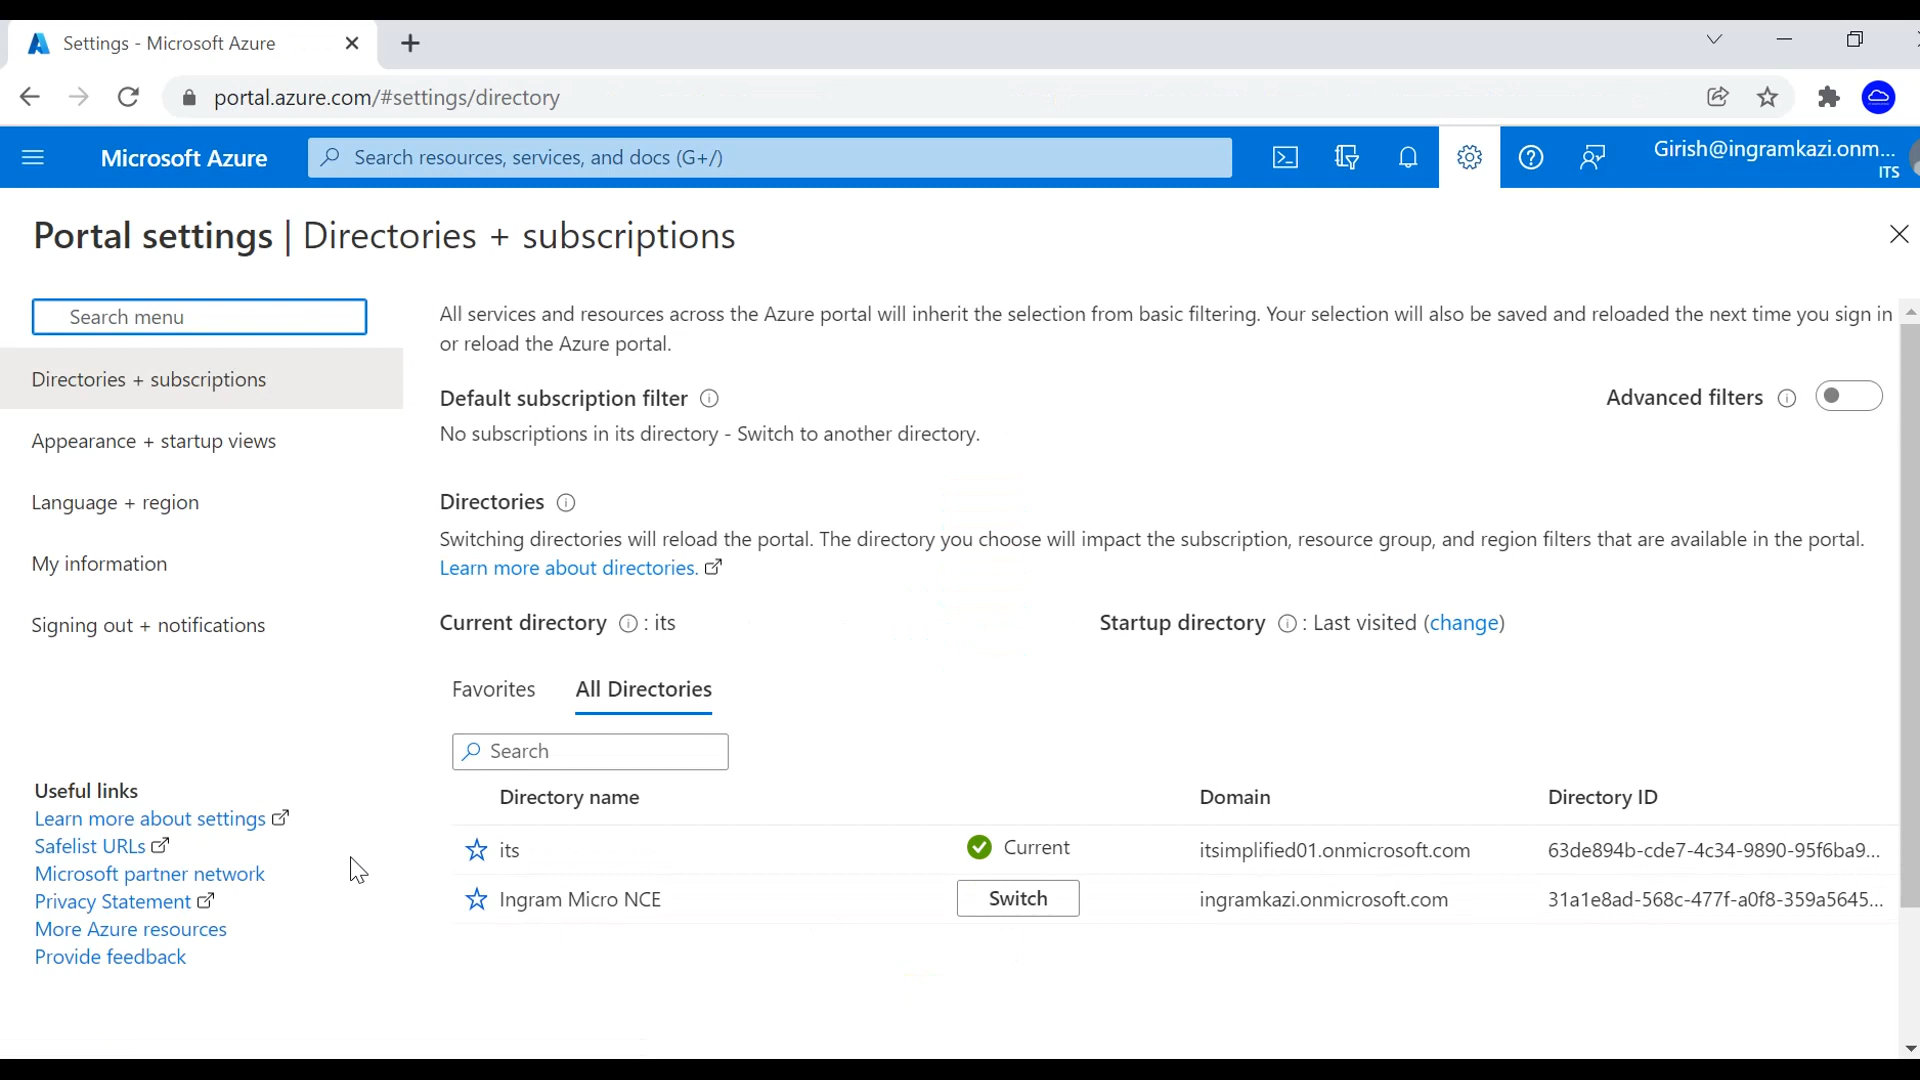 Settings - Microsoft Azure
portal.azure.com/#settings/directory
Microsoft Azure
Search resources, services, and docs (G+/)
Girish@ingramkazi.onm...
ITS
Portal settings | Directories + subscriptions
Search menu
Directories + subscriptions
Appearance + startup views
Language + region
My information
Signing out + notifications
Useful links
Learn more about settings
Safelist URLs
Microsoft partner network
Privacy Statement
More Azure resources
Provide feedback
All services and resources across the Azure portal will inherit the selection from basic filtering. Your selection will also be saved and reloaded the next time you sign in
or reload the Azure portal.
Default subscription filter
Advanced filters
No subscriptions in its directory - Switch to another directory.
Directories
Switching directories will reload the portal. The directory you choose will impact the subscription, resource group, and region filters that are available in the portal.
Learn more about directories.
Current directory : its
Startup directory : Last visited (change)
Favorites All Directories
Search
Directory name Domain Directory ID
its Current itsimplified01.onmicrosoft.com 63de894b-cde7-4c34-9890-95f6ba9...
Ingram Micro NCE Switch ingramkazi.onmicrosoft.com 31a1e8ad-568c-477f-a0f8-359a5645...